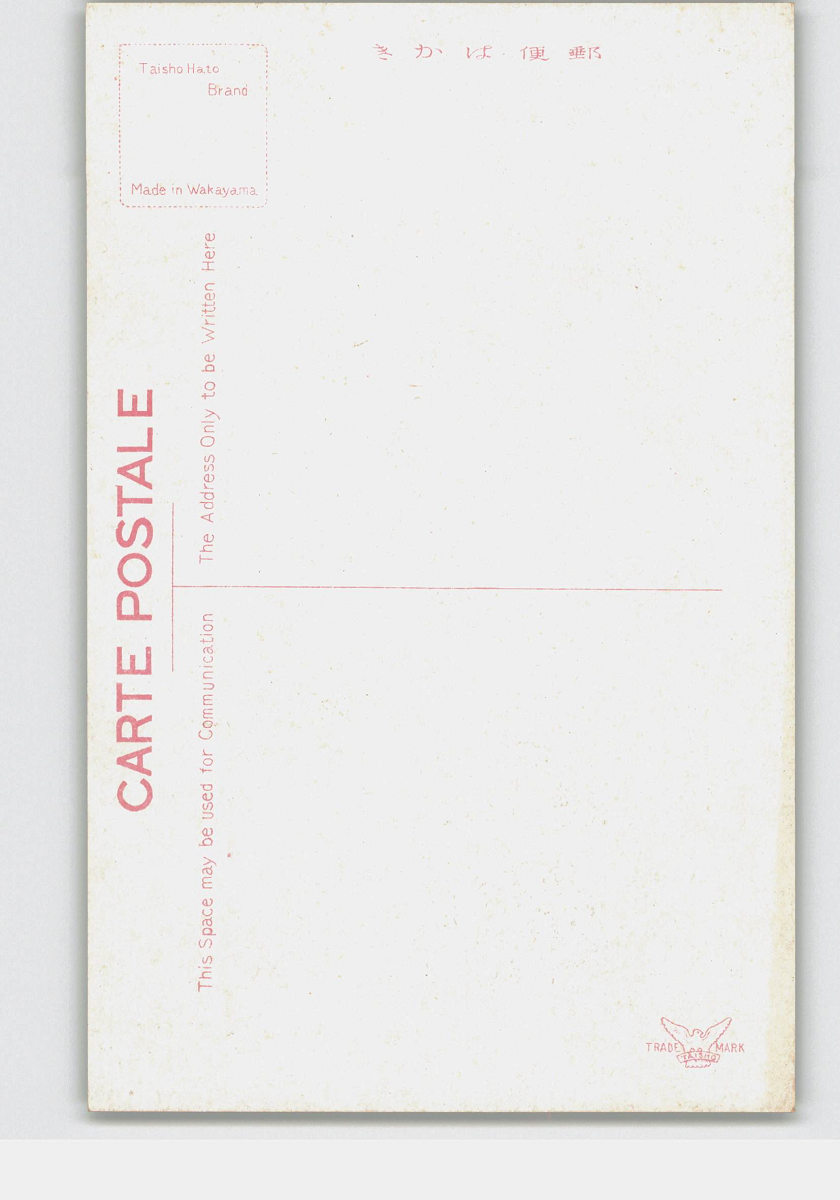 きかは便郵
Taisho Hato
Brand
Made in Wakayama
CARTE POSTALE
The Address Only to be Written Here
This Space may be used for Communication
TRADE MARK
TAISHO